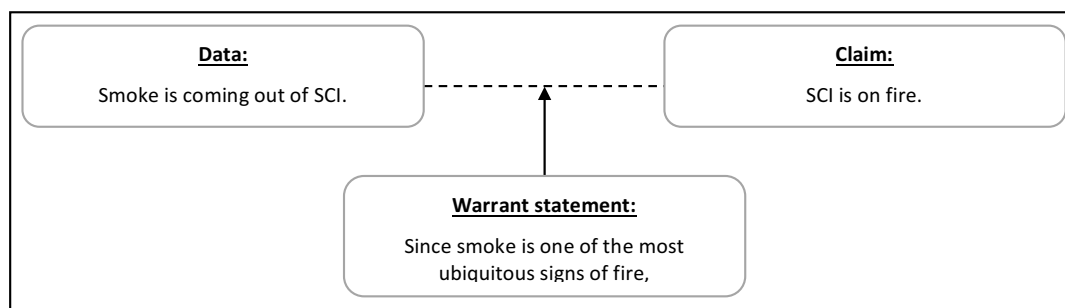 Data:
Smoke is coming out of SCI.
Claim:
SCI is on fire.
Warrant statement:
Since smoke is one of the most
ubiquitous signs of fire,